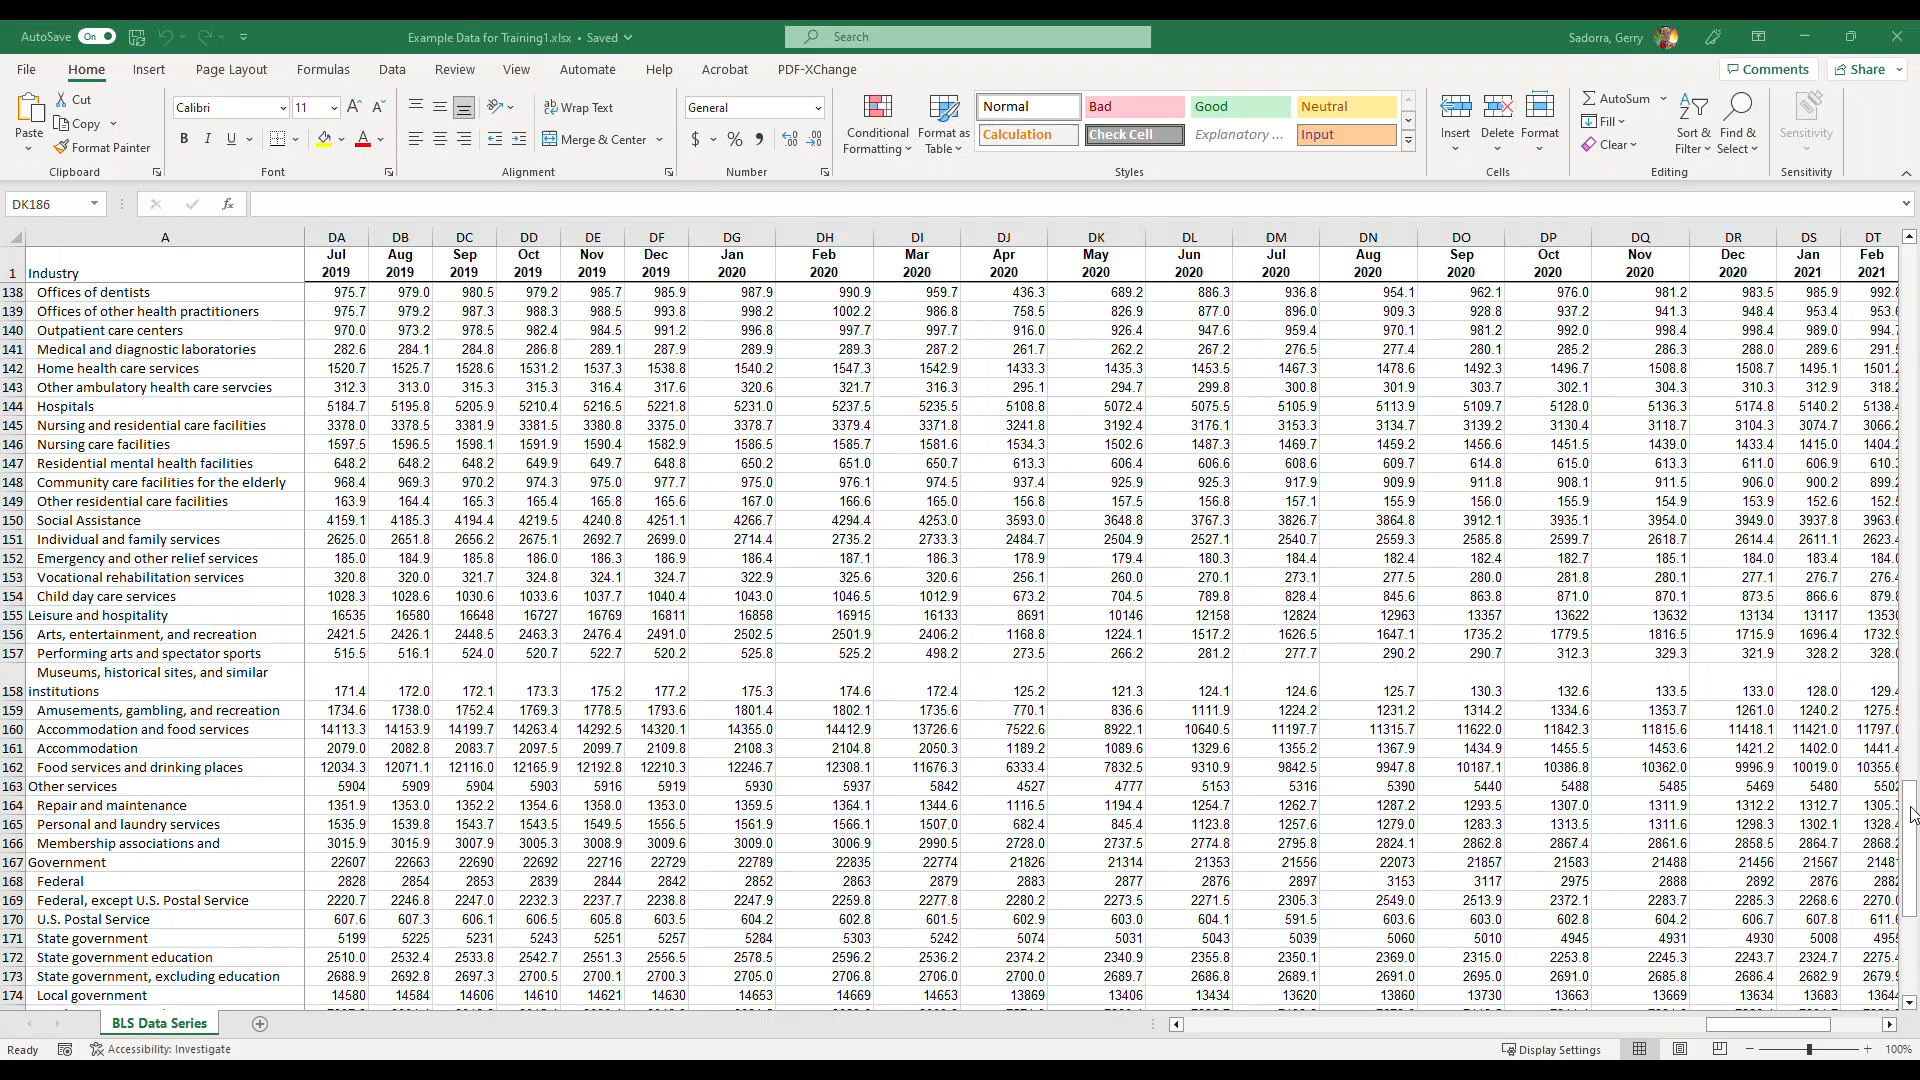 AutoSave On Example Data for Training1.xlsx • Saved Search Sadorra, Gerry
File Home Insert Page Layout Formulas Data Review View Automate Help Acrobat PDF-XChange Comments Share
Paste Cut Copy Format Painter Clipboard
Calibri 11 A A B I U A Font
ab Wrap Text Merge & Center Alignment
General $ % 9 Number
Conditional Formatting Format as Table Normal Bad Good Neutral
Calculation Check Cell Explanatory ... Input Styles
Insert Delete Format Cells
AutoSum Fill Clear Sort & Filter Find & Select Editing
Sensitivity Sensitivity
DK186 fx
A DA DB DC DD DE DF DG DH DI DJ DK DL DM DN DO DP DQ DR DS DT
Jul Aug Sep Oct Nov Dec Jan Feb Mar Apr May Jun Jul Aug Sep Oct Nov Dec Jan Feb
1 Industry 2019 2019 2019 2019 2019 2019 2020 2020 2020 2020 2020 2020 2020 2020 2020 2020 2020 2020 2021 2021
138 Offices of dentists 975.7 979.0 980.5 979.2 985.7 985.9 987.9 990.9 959.7 436.3 689.2 886.3 936.8 954.1 962.1 976.0 981.2 983.5 985.9 992.8
139 Offices of other health practitioners 975.7 979.2 987.3 988.3 988.5 993.8 998.2 1002.2 986.8 758.5 826.9 877.0 896.0 909.3 928.8 937.2 941.3 948.4 953.4 953.6
140 Outpatient care centers 970.0 973.2 978.5 982.4 984.5 991.2 996.8 997.7 997.7 916.0 926.4 947.6 959.4 970.1 981.2 992.0 998.4 998.4 989.0 994.7
141 Medical and diagnostic laboratories 282.6 284.1 284.8 286.8 289.1 287.9 289.9 289.3 287.2 261.7 262.2 267.2 276.5 277.4 280.1 285.2 286.3 288.0 289.6 291.5
142 Home health care services 1520.7 1525.7 1528.6 1531.2 1537.3 1538.8 1540.2 1547.3 1542.9 1433.3 1435.3 1453.5 1467.3 1478.6 1492.3 1496.7 1508.8 1508.7 1495.1 1501.2
143 Other ambulatory health care servcies 312.3 313.0 315.3 315.3 316.4 317.6 320.6 321.7 316.3 295.1 294.7 299.8 300.8 301.9 303.7 302.1 304.3 310.3 312.9 318.2
144 Hospitals 5184.7 5195.8 5205.9 5210.4 5216.5 5221.8 5231.0 5237.5 5235.5 5108.8 5072.4 5075.5 5105.9 5113.9 5109.7 5128.0 5136.3 5174.8 5140.2 5138.4
145 Nursing and residential care facilities 3378.0 3378.5 3381.9 3381.5 3380.8 3375.0 3378.7 3379.4 3371.8 3241.8 3192.4 3176.1 3153.3 3134.7 3139.2 3130.4 3118.7 3104.3 3074.7 3066.2
146 Nursing care facilities 1597.5 1596.5 1598.1 1591.9 1590.4 1582.9 1586.5 1585.7 1581.6 1534.3 1502.6 1487.3 1469.7 1459.2 1456.6 1451.5 1439.0 1433.4 1415.0 1404.2
147 Residential mental health facilities 648.2 648.2 648.2 649.9 649.7 648.8 650.2 651.0 650.7 613.3 606.4 606.6 608.6 609.7 614.8 615.0 613.3 611.0 606.9 610.3
148 Community care facilities for the elderly 968.4 969.3 970.2 974.3 975.0 977.7 975.0 976.1 974.5 937.4 925.9 925.3 917.9 909.9 911.8 908.1 911.5 906.0 900.2 899.2
149 Other residential care facilities 163.9 164.4 165.3 165.4 165.8 165.6 167.0 166.6 165.0 156.8 157.5 156.8 157.1 155.9 156.0 155.9 154.9 153.9 152.6 152.5
150 Social Assistance 4159.1 4185.3 4194.4 4219.5 4240.8 4251.1 4266.7 4294.4 4253.0 3593.0 3648.8 3767.3 3826.7 3864.8 3912.1 3935.1 3954.0 3949.0 3937.8 3963.6
151 Individual and family services 2625.0 2651.8 2656.2 2675.1 2692.7 2699.0 2714.4 2735.2 2733.3 2484.7 2504.9 2527.1 2540.7 2559.3 2585.8 2599.7 2618.7 2614.4 2611.1 2623.4
152 Emergency and other relief services 185.0 184.9 185.8 186.0 186.3 186.9 186.4 187.1 186.3 178.9 179.4 180.3 184.4 182.4 182.4 182.7 185.1 184.0 183.4 184.0
153 Vocational rehabilitation services 320.8 320.0 321.7 324.8 324.1 324.7 322.9 325.6 320.6 256.1 260.0 270.1 273.1 277.5 280.0 281.8 280.1 277.1 276.7 276.4
154 Child day care services 1028.3 1028.6 1030.6 1033.6 1037.7 1040.4 1043.0 1046.5 1012.9 673.2 704.5 789.8 828.4 845.6 863.8 871.0 870.1 873.5 866.6 879.8
155 Leisure and hospitality 16535 16580 16648 16727 16769 16811 16858 16915 16133 8691 10146 12158 12824 12963 13357 13622 13632 13134 13117 13530
156 Arts, entertainment, and recreation 2421.5 2426.1 2448.5 2463.3 2476.4 2491.0 2502.5 2501.9 2406.2 1168.8 1224.1 1517.2 1626.5 1647.1 1735.2 1779.5 1816.5 1715.9 1696.4 1732.9
157 Performing arts and spectator sports 515.5 516.1 524.0 520.7 522.7 520.2 525.8 525.2 498.2 273.5 266.2 281.2 277.7 290.2 290.7 312.3 329.3 321.9 328.2 328.0
Museums, historical sites, and similar
158 institutions 171.4 172.0 172.1 173.3 175.2 177.2 175.3 174.6 172.4 125.2 121.3 124.1 124.6 125.7 130.3 132.6 133.5 133.0 128.0 129.4
159 Amusements, gambling, and recreation 1734.6 1738.0 1752.4 1769.3 1778.5 1793.6 1801.4 1802.1 1735.6 770.1 836.6 1111.9 1224.2 1231.2 1314.2 1334.6 1353.7 1261.0 1240.2 1275.5
160 Accommodation and food services 14113.3 14153.9 14199.7 14263.4 14292.5 14320.1 14355.0 14412.9 13726.6 7522.6 8922.1 10640.5 11197.7 11315.7 11622.0 11842.3 11815.6 11418.1 11421.0 11797.0
161 Accommodation 2079.0 2082.8 2083.7 2097.5 2099.7 2109.8 2108.3 2104.8 2050.3 1189.2 1089.6 1329.6 1355.2 1367.9 1434.9 1455.5 1453.6 1421.2 1402.0 1441.4
162 Food services and drinking places 12034.3 12071.1 12116.0 12165.9 12192.8 12210.3 12246.7 12308.1 11676.3 6333.4 7832.5 9310.9 9842.5 9947.8 10187.1 10386.8 10362.0 9996.9 10019.0 10355.6
163 Other services 5904 5909 5904 5903 5916 5919 5930 5937 5842 4527 4777 5153 5316 5390 5440 5488 5485 5469 5480 5502
164 Repair and maintenance 1351.9 1353.0 1352.2 1354.6 1358.0 1353.0 1359.5 1364.1 1344.6 1116.5 1194.4 1254.7 1262.7 1287.2 1293.5 1307.0 1311.9 1312.2 1312.7 1305.3
165 Personal and laundry services 1535.9 1539.8 1543.7 1543.5 1549.5 1556.5 1561.9 1566.1 1507.0 682.4 845.4 1123.8 1257.6 1279.0 1283.3 1313.5 1311.6 1298.3 1302.1 1328.4
166 Membership associations and 3015.9 3015.9 3007.9 3005.3 3008.9 3009.6 3009.0 3006.9 2990.5 2728.0 2737.5 2774.8 2795.8 2824.1 2862.8 2867.4 2861.6 2858.5 2864.7 2868.2
167 Government 22607 22663 22690 22692 22716 22729 22789 22835 22774 21826 21314 21353 21556 22073 21857 21583 21488 21456 21567 21481
168 Federal 2828 2854 2853 2839 2844 2842 2852 2863 2879 2883 2877 2876 2897 3153 3117 2975 2888 2892 2876 2882
169 Federal, except U.S. Postal Service 2220.7 2246.8 2247.0 2232.3 2237.7 2238.8 2247.9 2259.8 2277.8 2280.2 2273.5 2271.5 2305.3 2549.0 2513.9 2372.1 2283.7 2285.3 2268.6 2270.0
170 U.S. Postal Service 607.6 607.3 606.1 606.5 605.8 603.5 604.2 602.8 601.5 602.9 603.0 604.1 591.5 603.6 603.0 602.8 604.2 606.7 607.8 611.6
171 State government 5199 5225 5231 5243 5251 5257 5284 5303 5242 5074 5031 5043 5039 5060 5010 4945 4931 4930 5008 4955
172 State government education 2510.0 2532.4 2533.8 2542.7 2551.3 2556.5 2578.5 2596.2 2536.2 2374.2 2340.9 2355.8 2350.1 2369.0 2315.0 2253.8 2245.3 2243.7 2324.7 2275.4
173 State government, excluding education 2688.9 2692.8 2697.3 2700.5 2700.1 2700.3 2705.0 2706.8 2706.0 2700.0 2689.7 2686.8 2689.1 2691.0 2695.0 2691.0 2685.8 2686.4 2682.9 2679.9
174 Local government 14580 14584 14606 14610 14621 14630 14653 14669 14653 13869 13406 13434 13620 13860 13730 13663 13669 13634 13683 13644
BLS Data Series
Ready Accessibility: Investigate Display Settings 100%